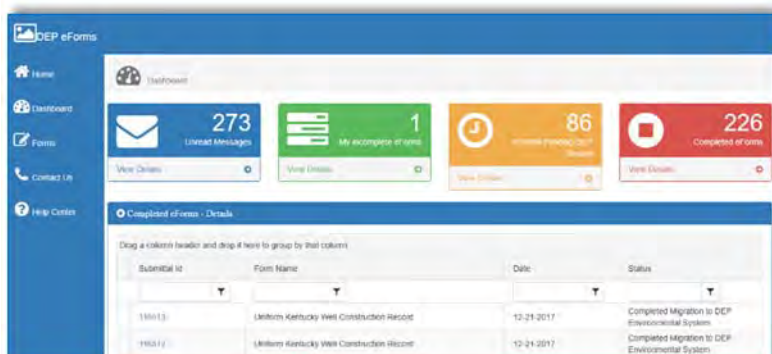 DEP eForms
Home
Dashboard
Forms
Contact Us
Help Center
Dashboard
273
Unread Messages
View Details
1
My incomplete eForms
View Details
86
View Details
226
Completed eForms
View Details
Completed eForms - Details
Drag a column header and drop it here to group by that column
Submittal Id Form Name Date Status
Uniform Kentucky Well Construction Record 12-21-2017 Completed Migration to DEP
Environmental System
Uniform Kentucky Well Construction Record 12-21-2017 Completed Migration to DEP
Environmental System